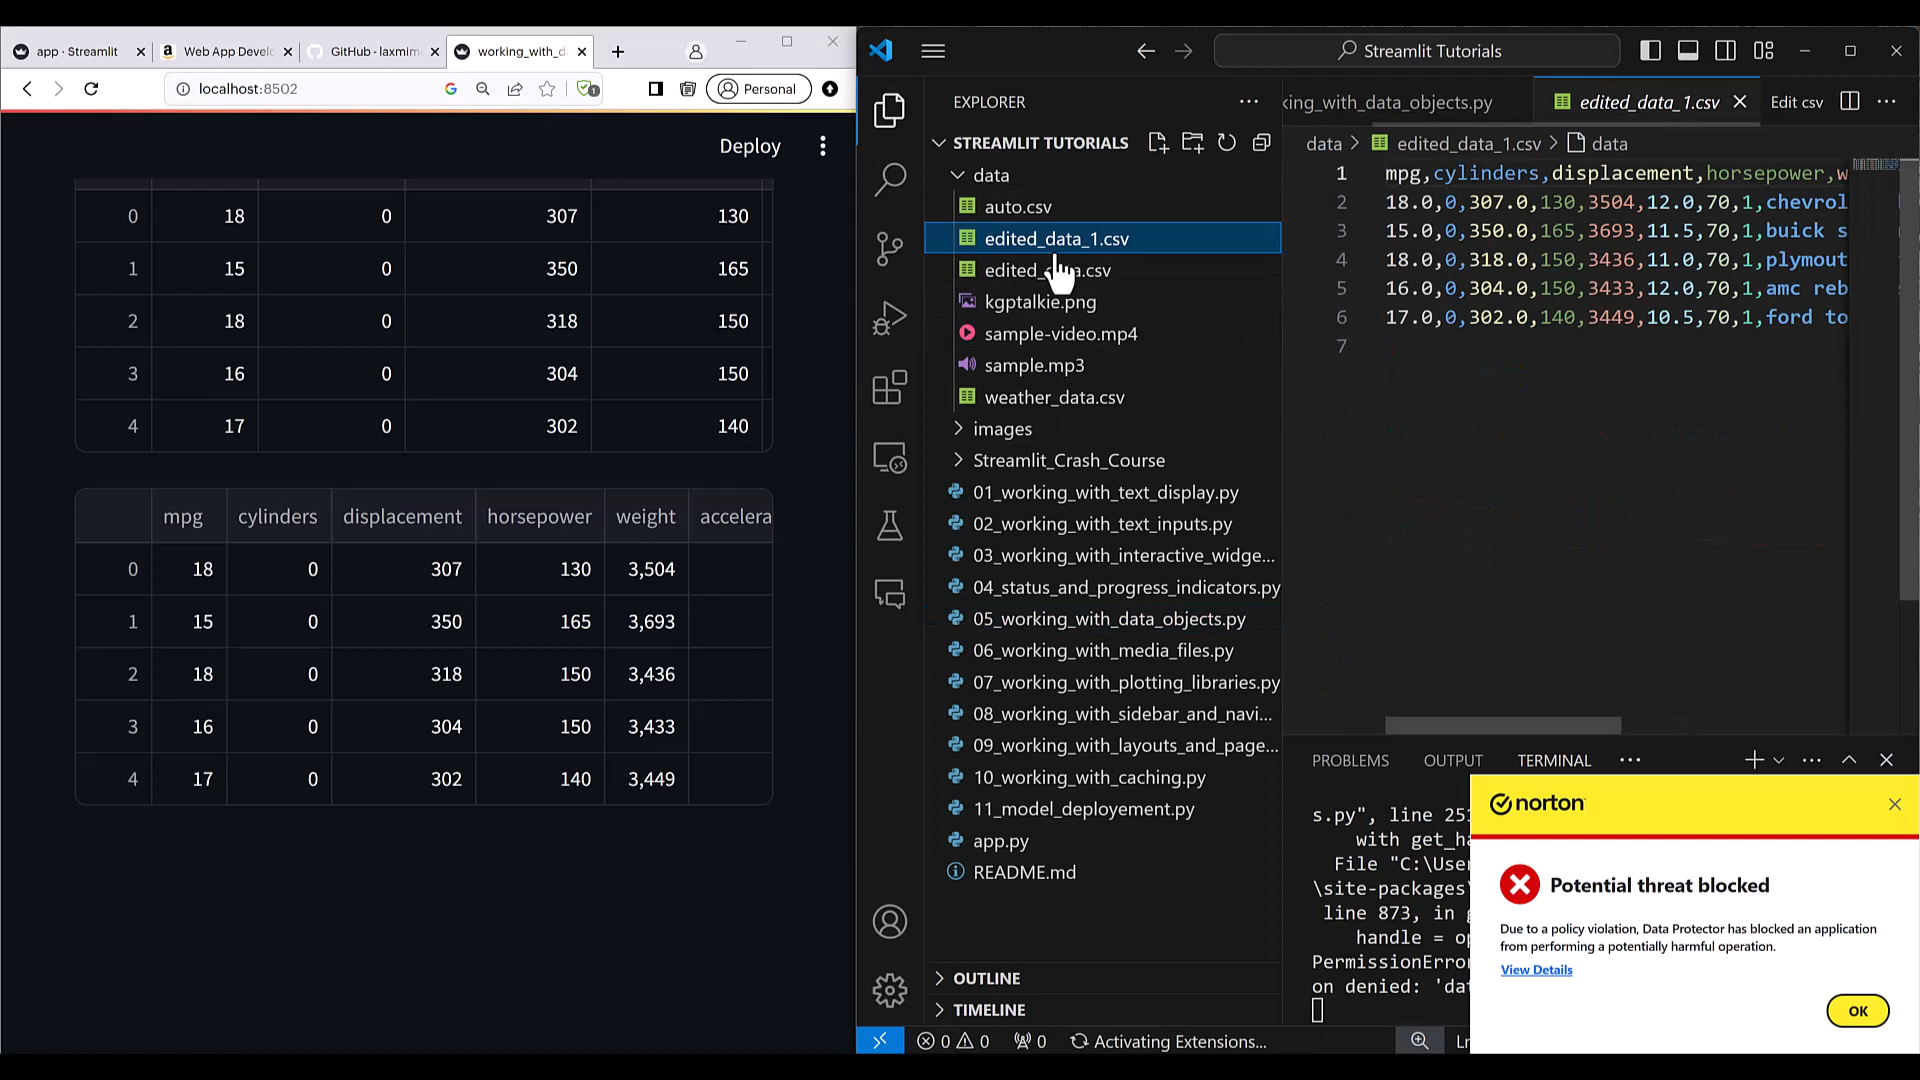 app · Streamlit
Web App Develo
GitHub - laxmim
working_with_d
localhost:8502
1
Personal
Deploy
0 18 0 307 130
1 15 0 350 165
2 18 0 318 150
3 16 0 304 150
4 17 0 302 140
mpg cylinders displacement horsepower weight accelera
0 18 0 307 130 3,504
1 15 0 350 165 3,693
2 18 0 318 150 3,436
3 16 0 304 150 3,433
4 17 0 302 140 3,449
Streamlit Tutorials
EXPLORER
STREAMLIT TUTORIALS
data
auto.csv
edited_data_1.csv
edited_data.csv
kgptalkie.png
sample-video.mp4
sample.mp3
weather_data.csv
images
Streamlit_Crash_Course
01_working_with_text_display.py
02_working_with_text_inputs.py
03_working_with_interactive_widge...
04_status_and_progress_indicators.py
05_working_with_data_objects.py
06_working_with_media_files.py
07_working_with_plotting_libraries.py
08_working_with_sidebar_and_navi...
09_working_with_layouts_and_page...
10_working_with_caching.py
11_model_deployement.py
app.py
README.md
OUTLINE
TIMELINE
king_with_data_objects.py
edited_data_1.csv
Edit csv
data > edited_data_1.csv > data
1 mpg,cylinders,displacement,horsepower,w
2 18.0,0,307.0,130,3504,12.0,70,1,chevrol
3 15.0,0,350.0,165,3693,11.5,70,1,buick s
4 18.0,0,318.0,150,3436,11.0,70,1,plymout
5 16.0,0,304.0,150,3433,12.0,70,1,amc reb
6 17.0,0,302.0,140,3449,10.5,70,1,ford to
7
PROBLEMS OUTPUT TERMINAL
s.py", line 251
with get_ha
File "C:\User
\site-packages\
line 873, in g
handle = op
PermissionError
on denied: 'dat
norton
Potential threat blocked
Due to a policy violation, Data Protector has blocked an application
from performing a potentially harmful operation.
View Details
OK
0 0 0 Activating Extensions...
Ln